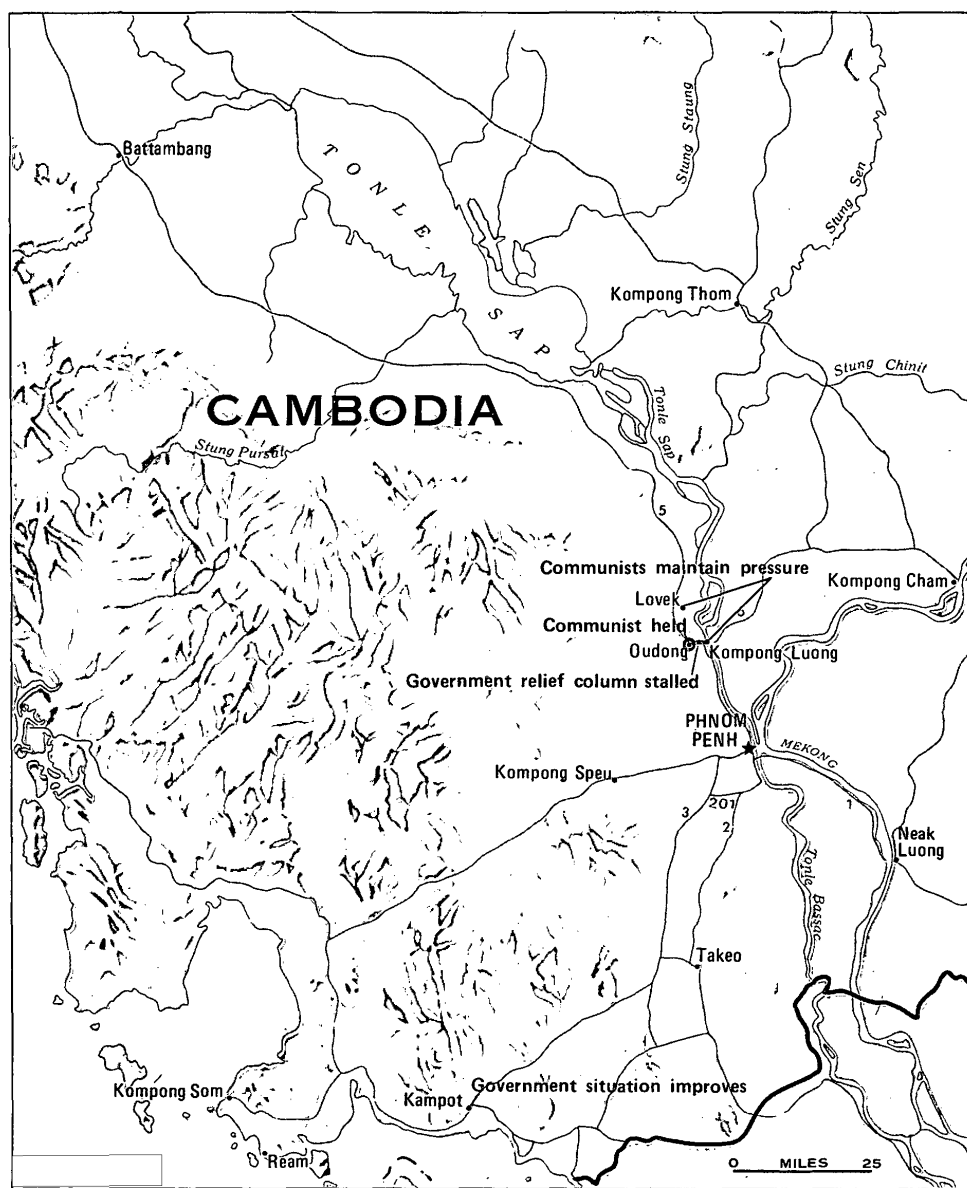 Battambang
TONLE SAP
Stung Staung
Stung Sen
Kompong Thom
Stung Chinit
Tonle Sap
CAMBODIA
Stung Pursat
5
Communists maintain pressure
Kompong Cham
Lovek
6
Communist held
Oudong
Kompong Luong
Government relief column stalled
PHNOM
PENH
MEKONG
Kompong Speu
1
201
3
2
Neak
Luong
Tonle Bassac
Takeo
Kompong Som
Kampot
Government situation improves
Ream
0 MILES 25